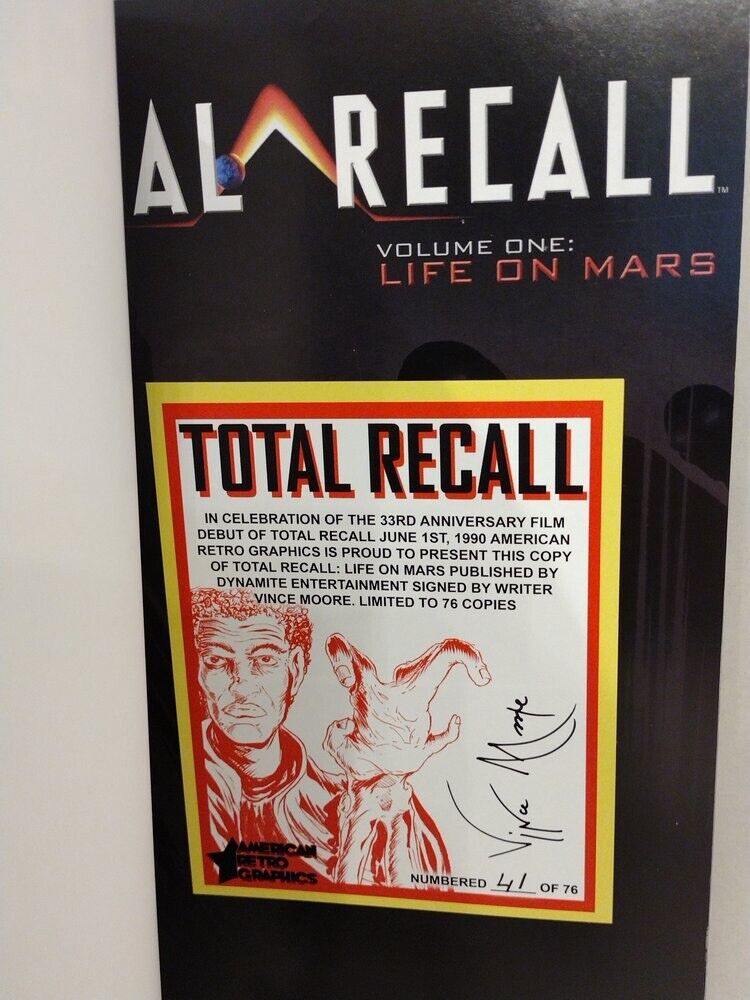 AL RECALL™
VOLUME ONE:
LIFE ON MARS
TOTAL RECALL
IN CELEBRATION OF THE 33RD ANNIVERSARY FILM
DEBUT OF TOTAL RECALL JUNE 1ST, 1990 AMERICAN
RETRO GRAPHICS IS PROUD TO PRESENT THIS COPY
OF TOTAL RECALL: LIFE ON MARS PUBLISHED BY
DYNAMITE ENTERTAINMENT SIGNED BY WRITER
VINCE MOORE. LIMITED TO 76 COPIES
Vince Moore
AMERICAN
RETRO
GRAPHICS
NUMBERED 41 OF 76